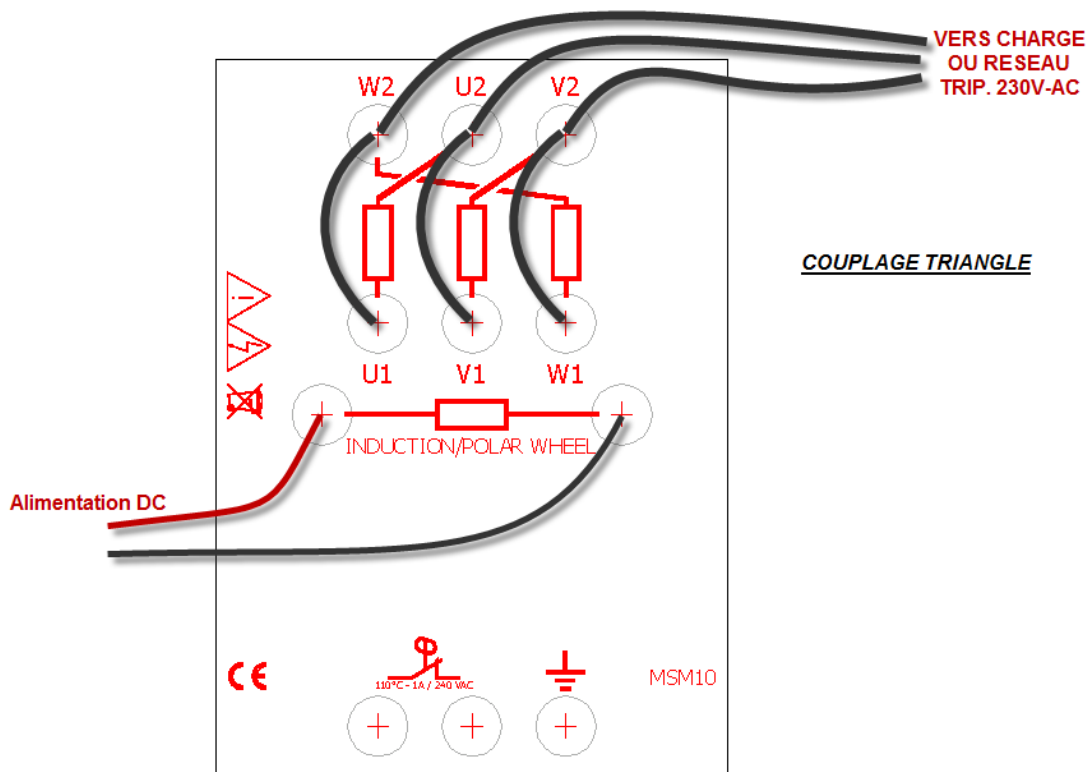 VERS CHARGE
OU RESEAU
TRIP. 230V-AC
W2 U2 V2
COUPLAGE TRIANGLE
i
U1 V1 W1
INDUCTION/POLAR WHEEL
Alimentation DC
CE
110°C - 1A / 240 VAC
MSM10